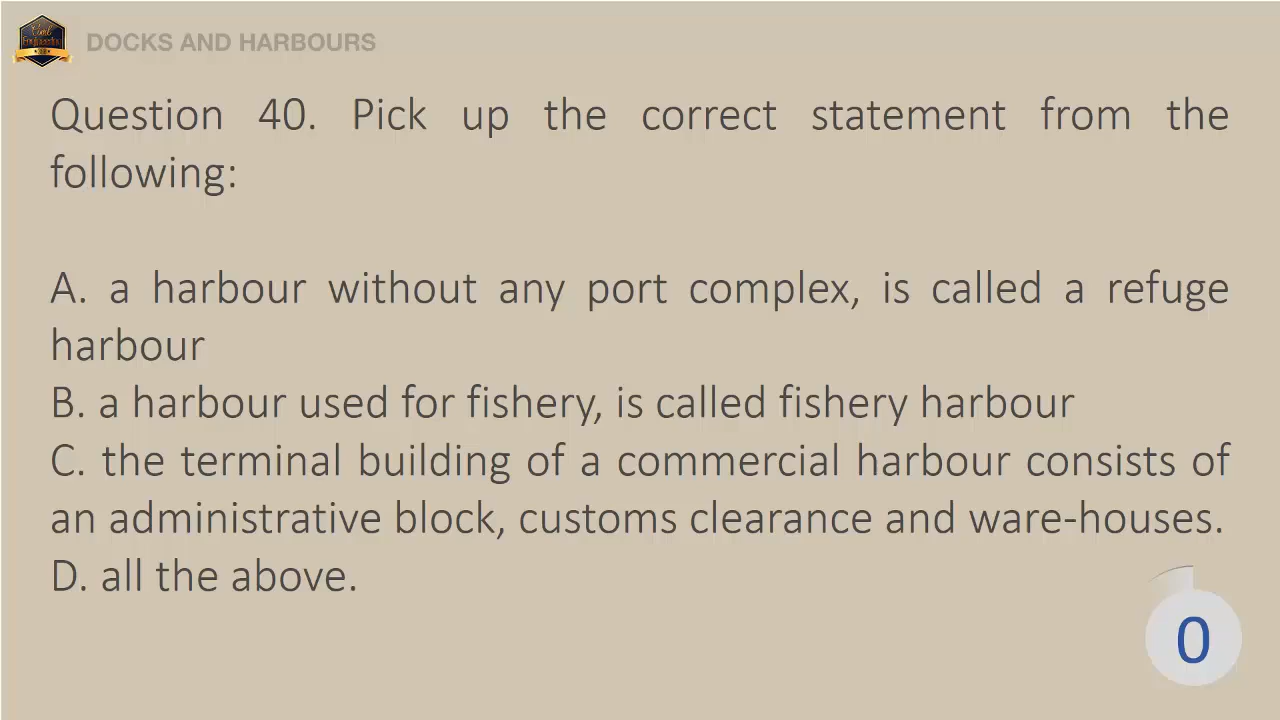 DOCKS AND HARBOURS
Question 40. Pick up the correct statement from the
following:
A. a harbour without any port complex, is called a refuge
harbour
B. a harbour used for fishery, is called fishery harbour
C. the terminal building of a commercial harbour consists of
an administrative block, customs clearance and ware-houses.
D. all the above.
0